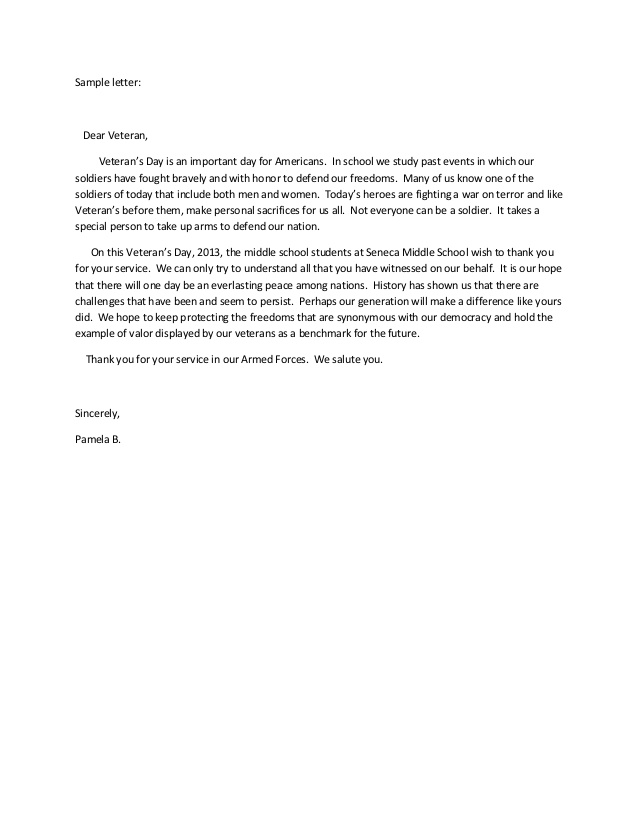 Sample letter:
Dear Veteran,
Veteran's Day is an important day for Americans.  In school we study past events in which our
soldiers have fought bravely and with honor to defend our freedoms.  Many of us know one of the
soldiers of today that include both men and women.  Today's heroes are fighting a war on terror and like
Veteran's before them, make personal sacrifices for us all.  Not everyone can be a soldier.  It takes a
special person to take up arms to defend our nation.
On this Veteran's Day, 2013, the middle school students at Seneca Middle School wish to thank you
for your service.  We can only try to understand all that you have witnessed on our behalf.  It is our hope
that there will one day be an everlasting peace among nations.  History has shown us that there are
challenges that have been and seem to persist.  Perhaps our generation will make a difference like yours
did.  We hope to keep protecting the freedoms that are synonymous with our democracy and hold the
example of valor displayed by our veterans as a benchmark for the future.
Thank you for your service in our Armed Forces.  We salute you.
Sincerely,
Pamela B.